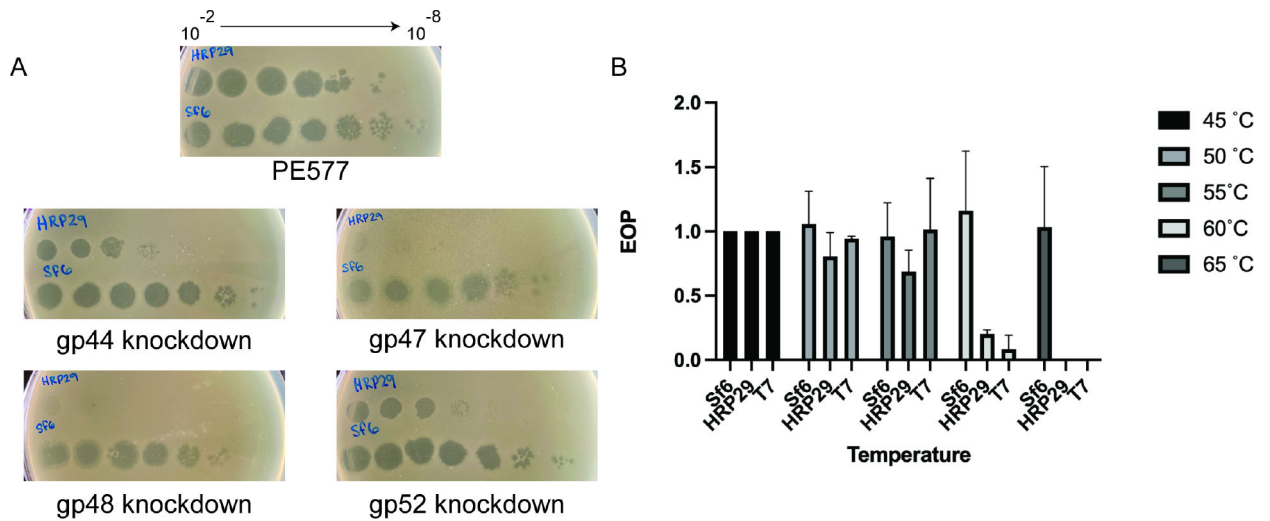 10⁻² 10⁻⁸
A
HRP29
Sf6
PE577
HRP29
Sf6
gp44 knockdown
HRP29
Sf6
gp47 knockdown
HRP29
Sf6
gp48 knockdown
HRP29
Sf6
gp52 knockdown
B
EOP
2.0
1.5
1.0
0.5
0.0
Sf6 HRP29 T7 Sf6 HRP29 T7 Sf6 HRP29 T7 Sf6 HRP29 T7 Sf6 HRP29 T7
Temperature
45 ˚C
50 ˚C
55˚C
60˚C
65 ˚C